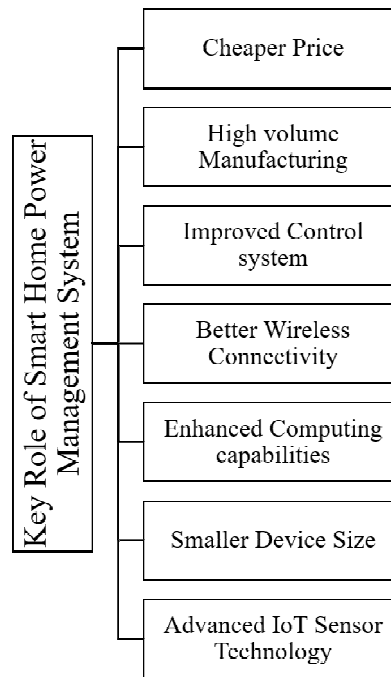 Key Role of Smart Home Power
Management System
Cheaper Price
High volume
Manufacturing
Improved Control
system
Better Wireless
Connectivity
Enhanced Computing
capabilities
Smaller Device Size
Advanced IoT Sensor
Technology